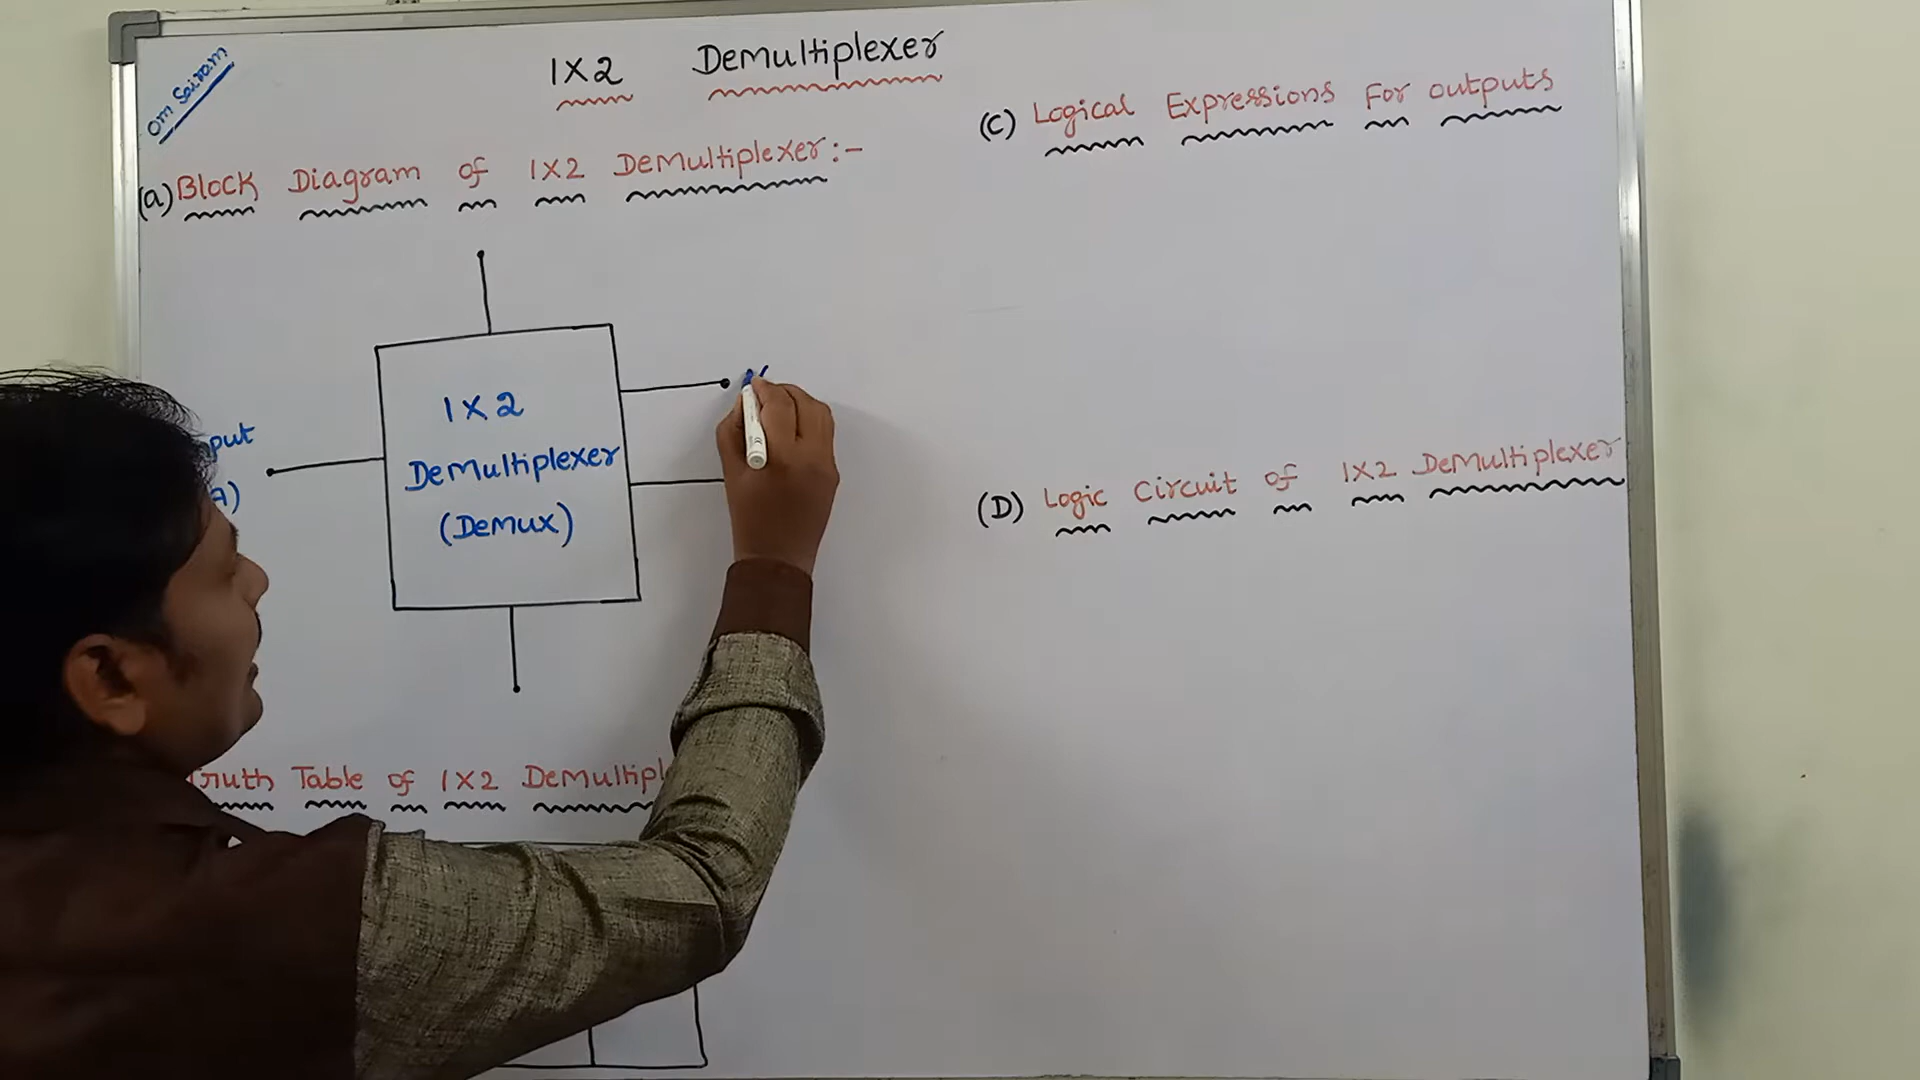 Om Sairam
1X2 Demultiplexer
(a) Block Diagram of 1X2 Demultiplexer:-
1X2
Demultiplexer
(Demux)
Truth Table of 1X2
(C) Logical Expressions For outputs
(D) Logic Circuit of 1X2 Demultiplexer